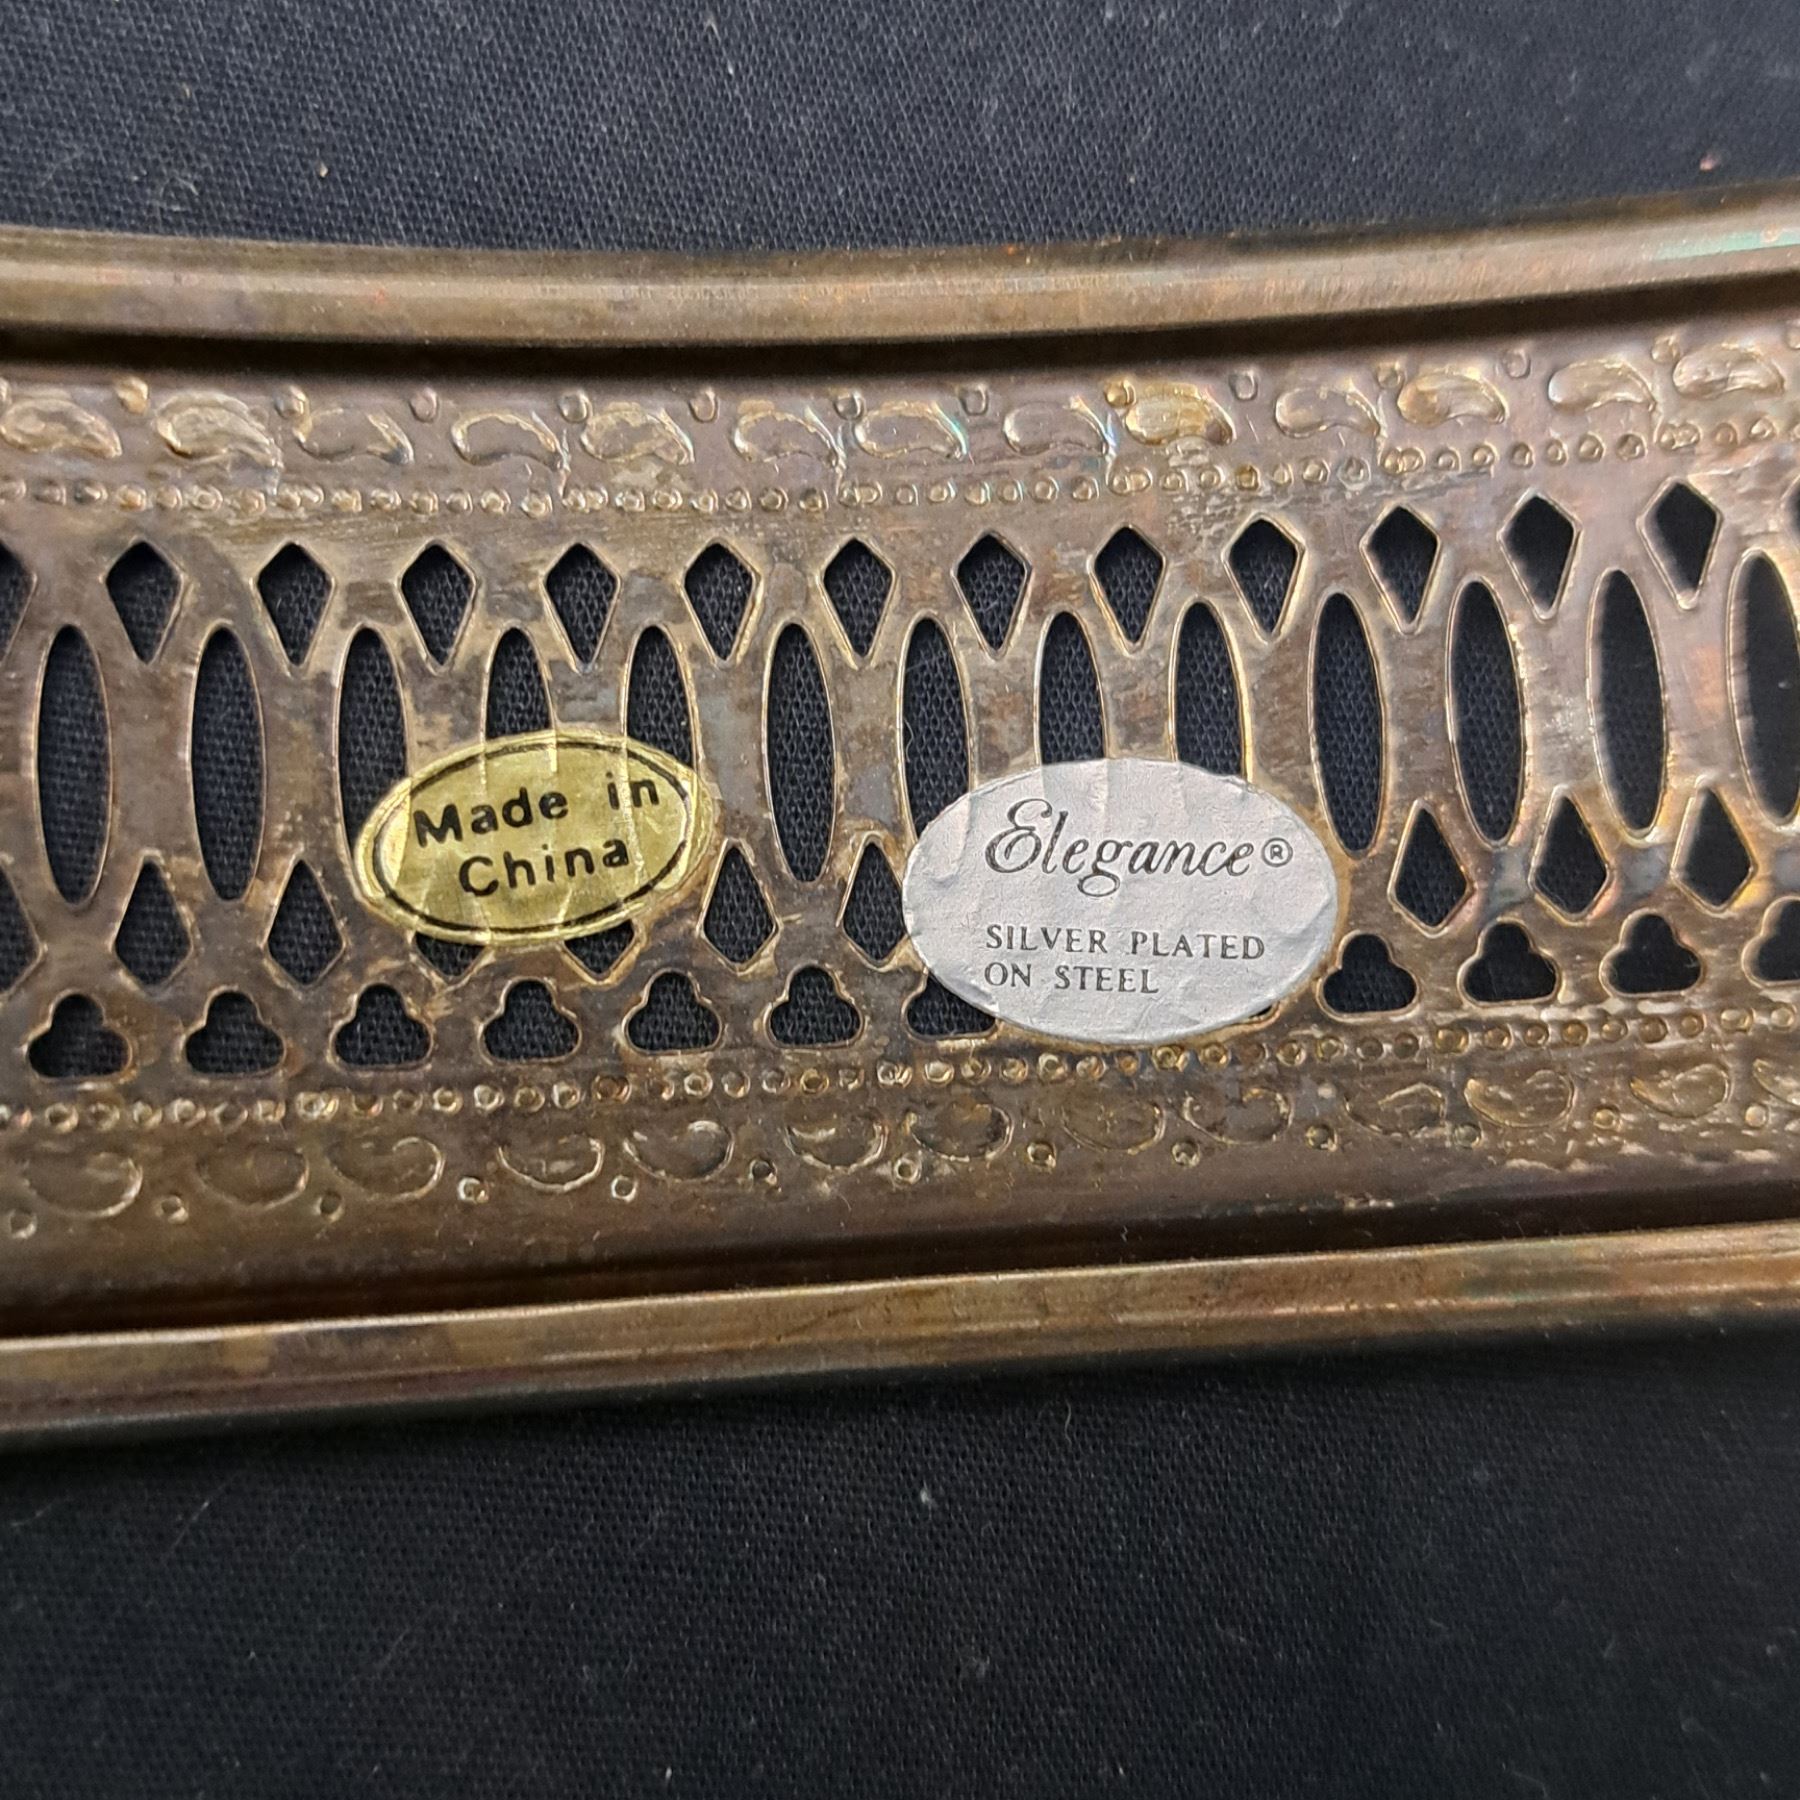 Made in
China
Elegance®
SILVER PLATED
ON STEEL